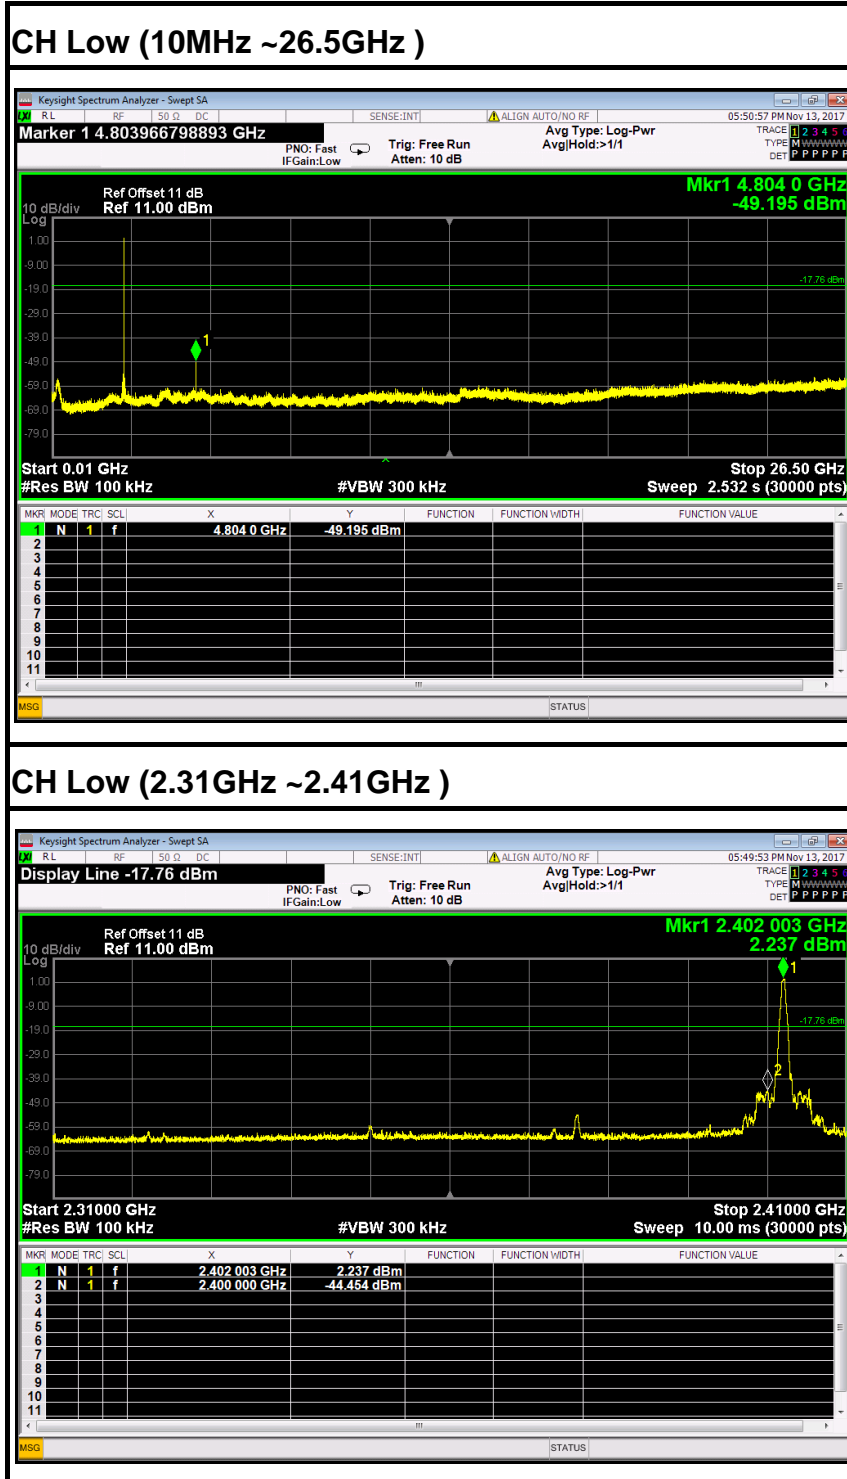 CH Low (10MHz ~26.5GHz )
Keysight Spectrum Analyzer - Swept SA
RL RF 50 Ω DC SENSE:INT ALIGN AUTO/NO RF 05:50:57 PM Nov 13, 2017
Marker 1 4.803966798893 GHz
PNO: Fast
IFGain:Low
Trig: Free Run
Atten: 10 dB
Avg Type: Log-Pwr
Avg|Hold:>1/1
TRACE 1 2 3 4 5 6
TYPE M W W W W W
DET P P P P P P
Mkr1 4.804 0 GHz
-49.195 dBm
Ref Offset 11 dB
10 dB/div Ref 11.00 dBm
Log
1.00
-9.00
-19.0
-29.0
-39.0
-49.0
-59.0
-69.0
-79.0
-17.76 dBm
1
Start 0.01 GHz Stop 26.50 GHz
#Res BW 100 kHz #VBW 300 kHz Sweep 2.532 s (30000 pts)
MKR MODE TRC SCL X Y FUNCTION FUNCTION WIDTH FUNCTION VALUE
1 N 1 f 4.804 0 GHz -49.195 dBm
2
3
4
5
6
7
8
9
10
11
MSG STATUS
CH Low (2.31GHz ~2.41GHz )
Keysight Spectrum Analyzer - Swept SA
RL RF 50 Ω DC SENSE:INT ALIGN AUTO/NO RF 05:49:53 PM Nov 13, 2017
Display Line -17.76 dBm
PNO: Fast
IFGain:Low
Trig: Free Run
Atten: 10 dB
Avg Type: Log-Pwr
Avg|Hold:>1/1
TRACE 1 2 3 4 5 6
TYPE M W W W W W
DET P P P P P P
Mkr1 2.402 003 GHz
2.237 dBm
Ref Offset 11 dB
10 dB/div Ref 11.00 dBm
Log
1.00
-9.00
-19.0
-29.0
-39.0
-49.0
-59.0
-69.0
-79.0
-17.76 dBm
1
2
Start 2.31000 GHz Stop 2.41000 GHz
#Res BW 100 kHz #VBW 300 kHz Sweep 10.00 ms (30000 pts)
MKR MODE TRC SCL X Y FUNCTION FUNCTION WIDTH FUNCTION VALUE
1 N 1 f 2.402 003 GHz 2.237 dBm
2 N 1 f 2.400 000 GHz -44.454 dBm
3
4
5
6
7
8
9
10
11
MSG STATUS